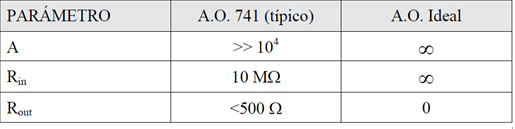 PARÁMETRO A.O. 741 (típico) A.O. Ideal
A >> 10⁴ ∞
Rin 10 MΩ ∞
Rout <500 Ω 0